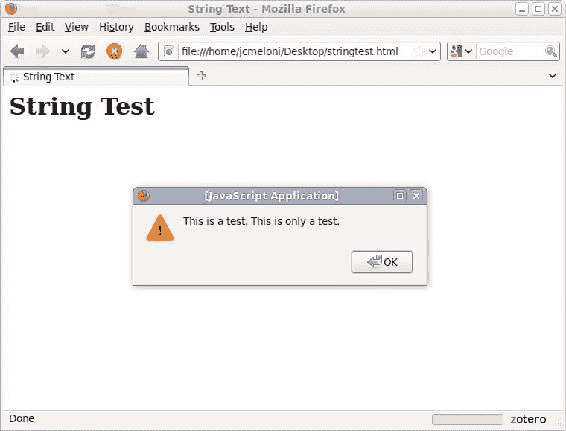 String Text - Mozilla Firefox
File Edit View History Bookmarks Tools Help
file:///home/jcmeloni/Desktop/stringtest.html
Google
String Text
String Test
[JavaScript Application]
This is a test. This is only a test.
OK
Done
zotero